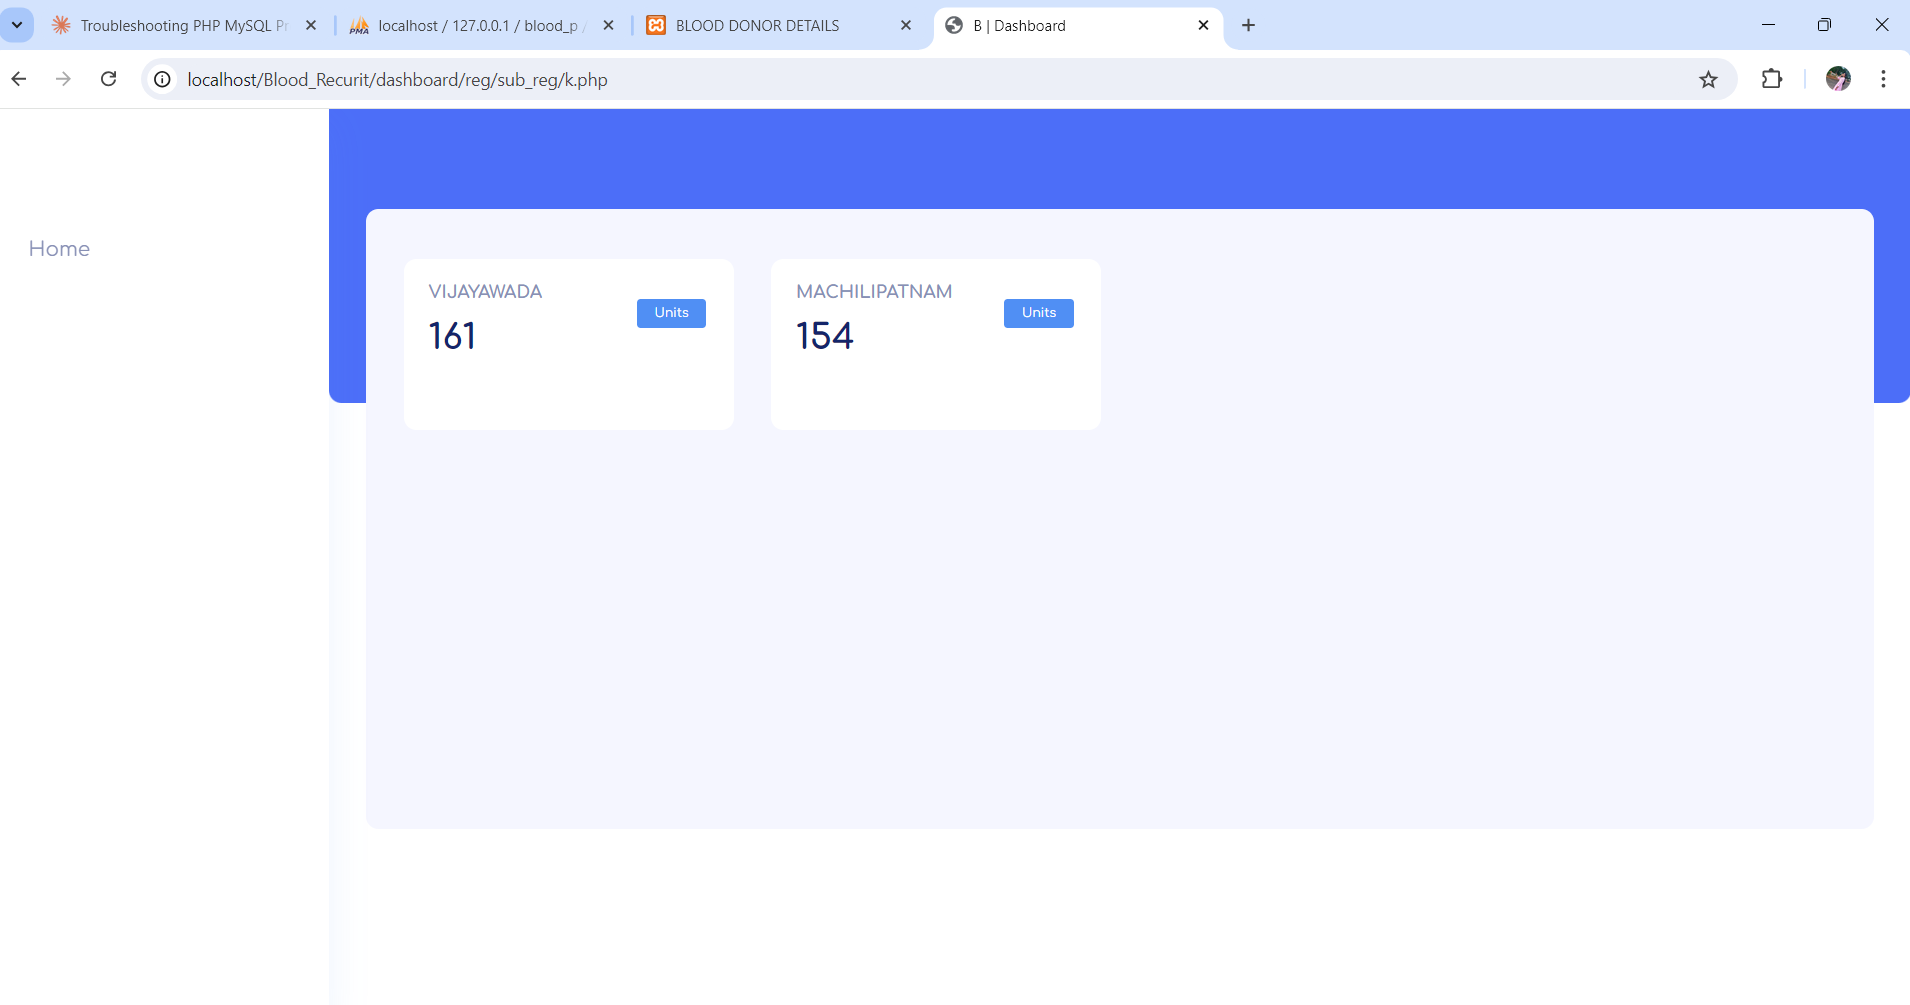 Troubleshooting PHP MySQL Pr
localhost / 127.0.0.1 / blood_p /
BLOOD DONOR DETAILS
B | Dashboard
localhost/Blood_Recurit/dashboard/reg/sub_reg/k.php
Home
VIJAYAWADA
161
Units
MACHILIPATNAM
154
Units